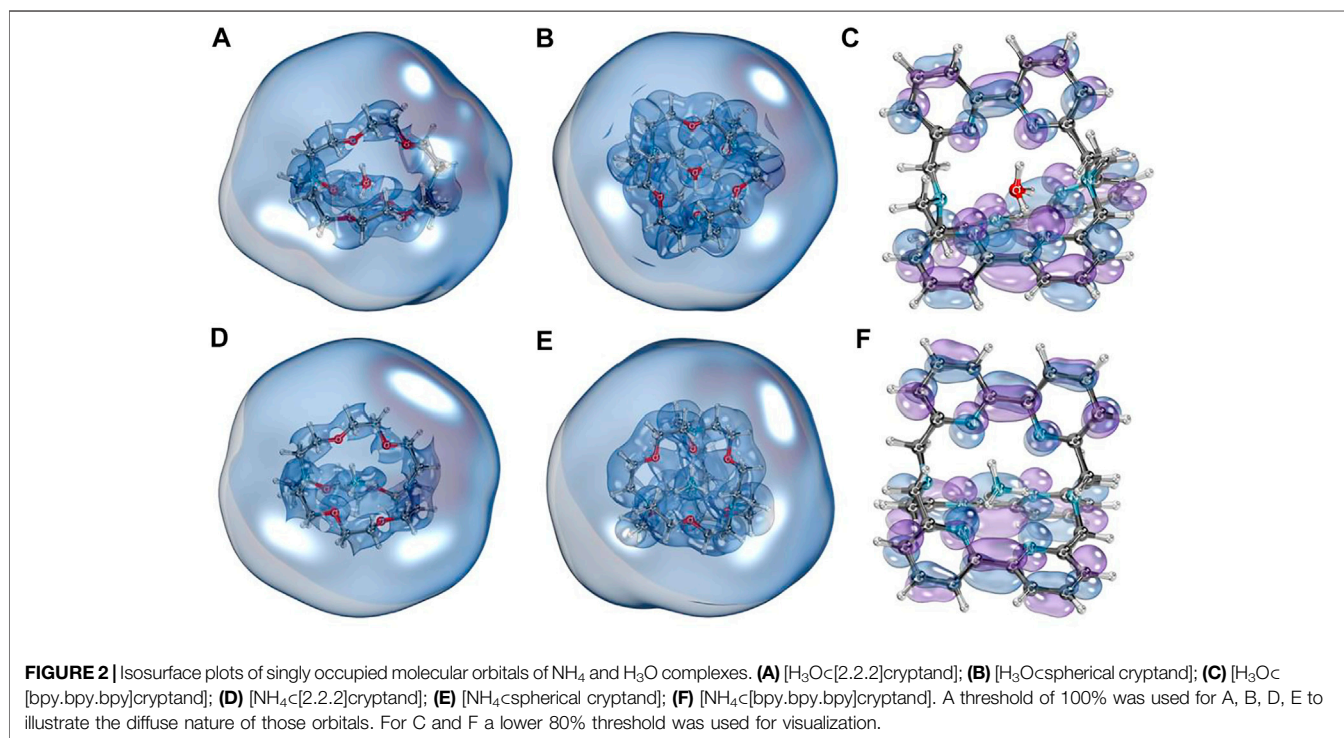 A
B
C
D
E
F
FIGURE 2 | Isosurface plots of singly occupied molecular orbitals of NH₄ and H₃O complexes. (A) [H₃O⊂[2.2.2]cryptand]; (B) [H₃O⊂spherical cryptand]; (C) [H₃O⊂
[bpy.bpy.bpy]cryptand]; (D) [NH₄⊂[2.2.2]cryptand]; (E) [NH₄⊂spherical cryptand]; (F) [NH₄⊂[bpy.bpy.bpy]cryptand]. A threshold of 100% was used for A, B, D, E to
illustrate the diffuse nature of those orbitals. For C and F a lower 80% threshold was used for visualization.